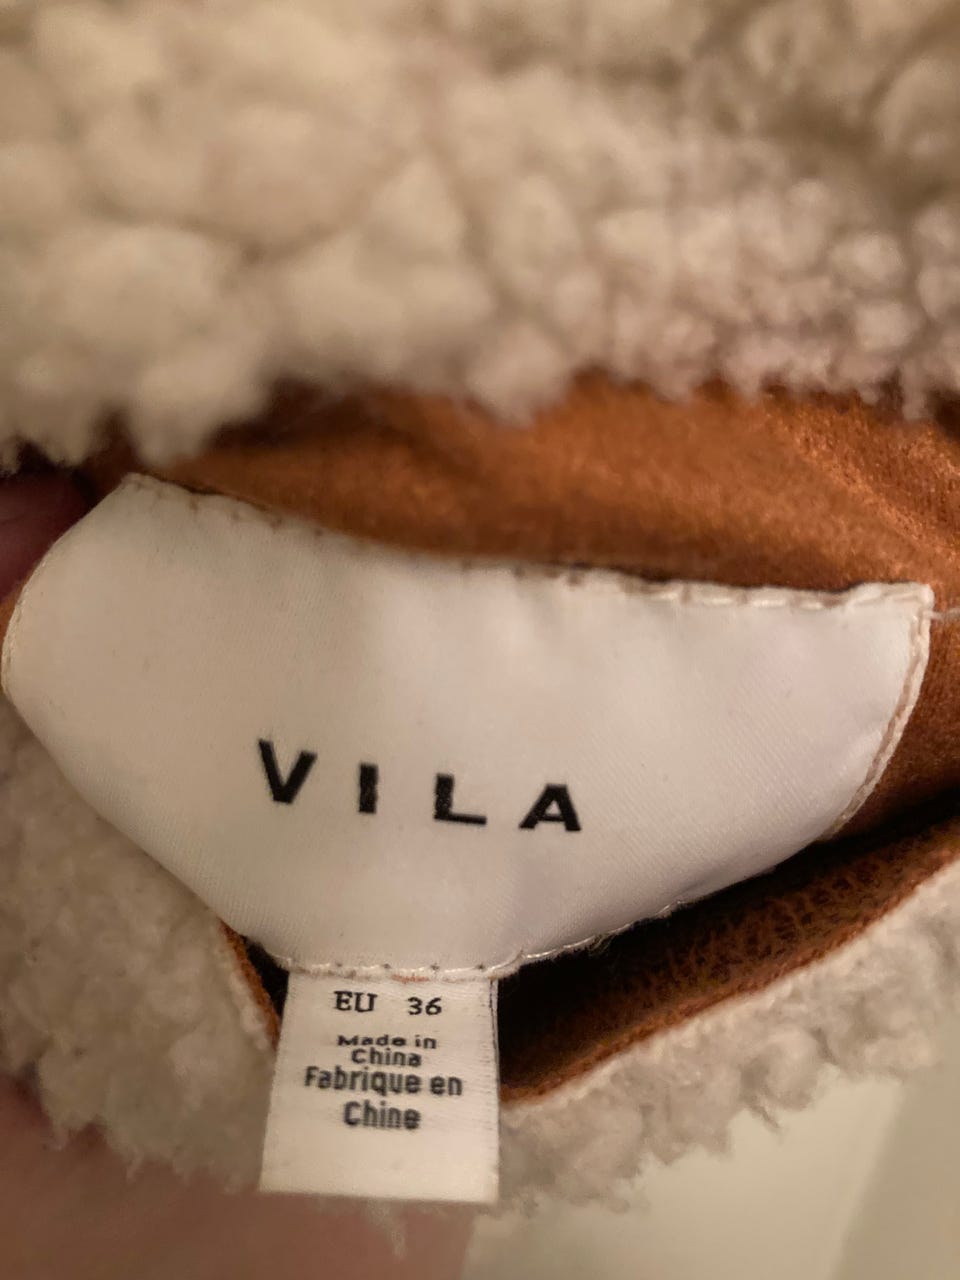 VILA
EU 36
Made in
China
Fabrique en
Chine